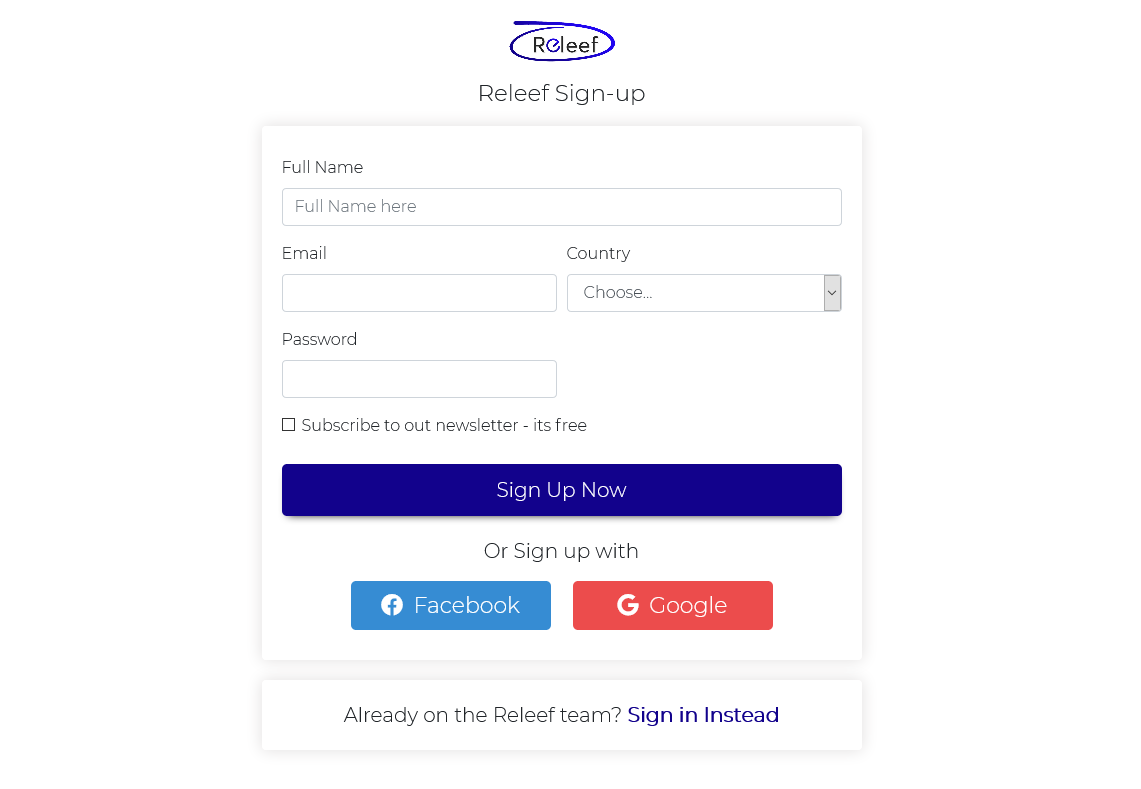 Releef
Releef Sign-up
Full Name
Full Name here
Email
Country
Choose...
Password
Subscribe to out newsletter - its free
Sign Up Now
Or Sign up with
Facebook
Google
Already on the Releef team? Sign in Instead